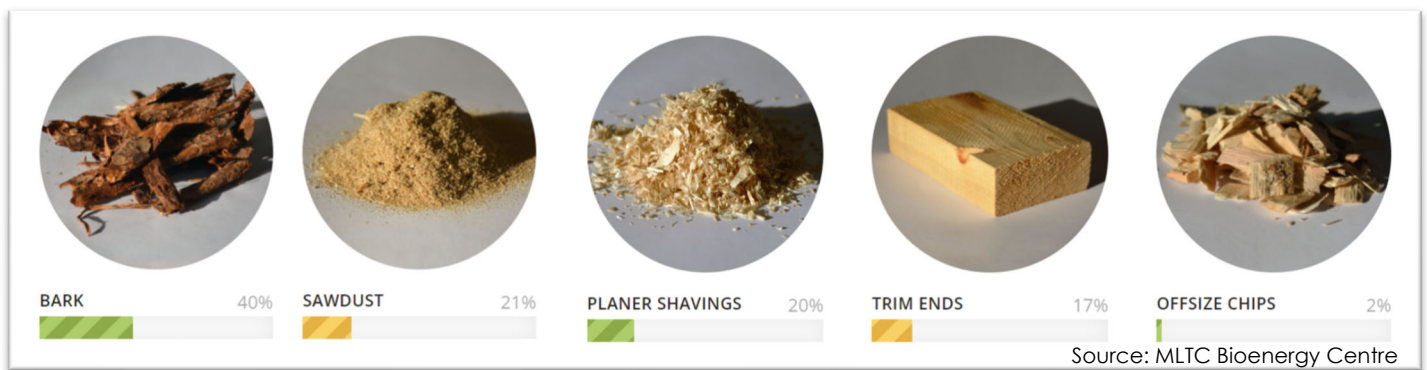 BARK 40%
SAWDUST 21%
PLANER SHAVINGS 20%
TRIM ENDS 17%
OFFSIZE CHIPS 2%
Source: MLTC Bioenergy Centre